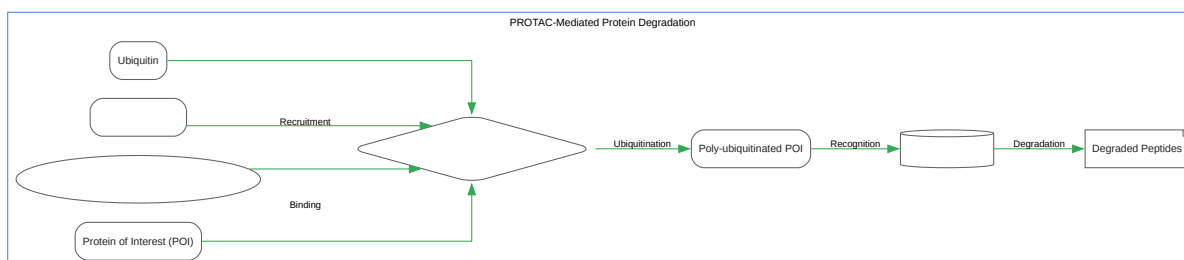 PROTAC-Mediated Protein Degradation
Ubiquitin
Recruitment
Ubiquitination
Poly-ubiquitinated POI
Recognition
Degradation
Degraded Peptides
Binding
Protein of Interest (POI)